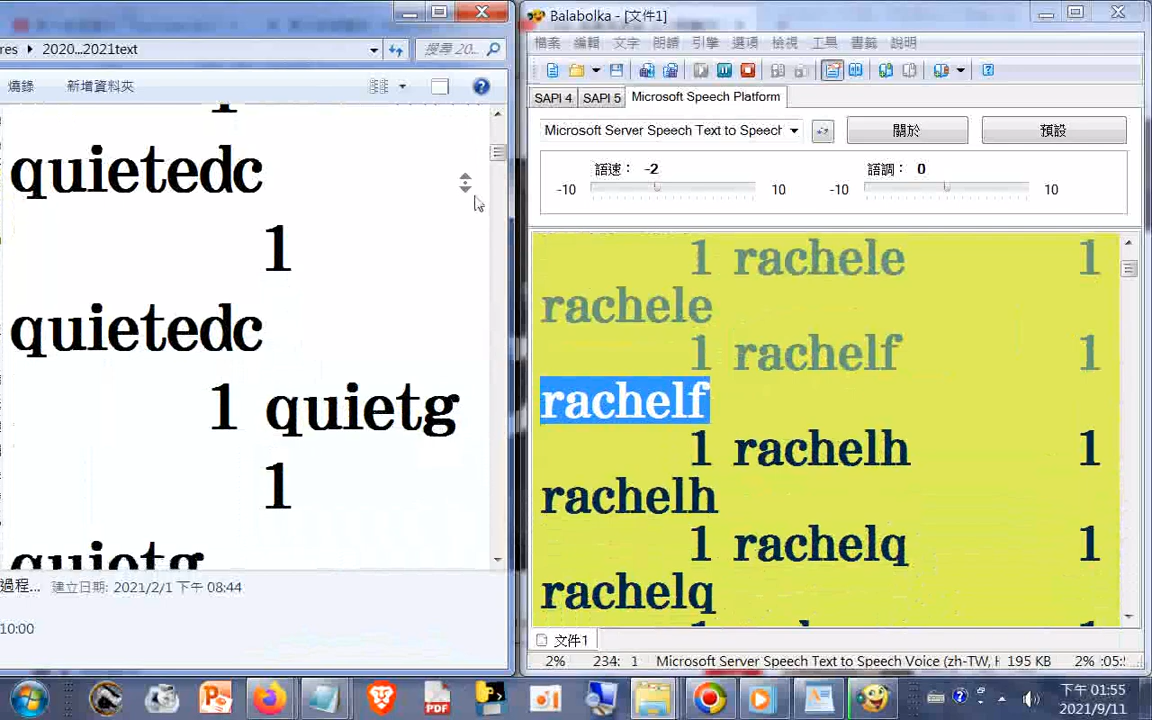 res ▸ 2020...2021text
搜尋 20...
燒錄 新增資料夾
quietedc
1
quietedc
1 quietg
1
quietg
過程... 建立日期: 2021/2/1 下午 08:44
10:00
Balabolka - [文件1]
檔案 編輯 文字 朗讀 引擎 選項 檢視 工具 書籤 說明
SAPI 4 SAPI 5 Microsoft Speech Platform
Microsoft Server Speech Text to Speech 關於 預設
語速： -2 語調： 0
-10 10 -10 10
1 rachele 1
rachele
1 rachelf 1
rachelf
1 rachelh 1
rachelh
1 rachelq 1
rachelq
文件1
2% 234: 1 Microsoft Server Speech Text to Speech Voice (zh-TW, 195 KB 2%
PDF
下午 01:55
2021/9/11